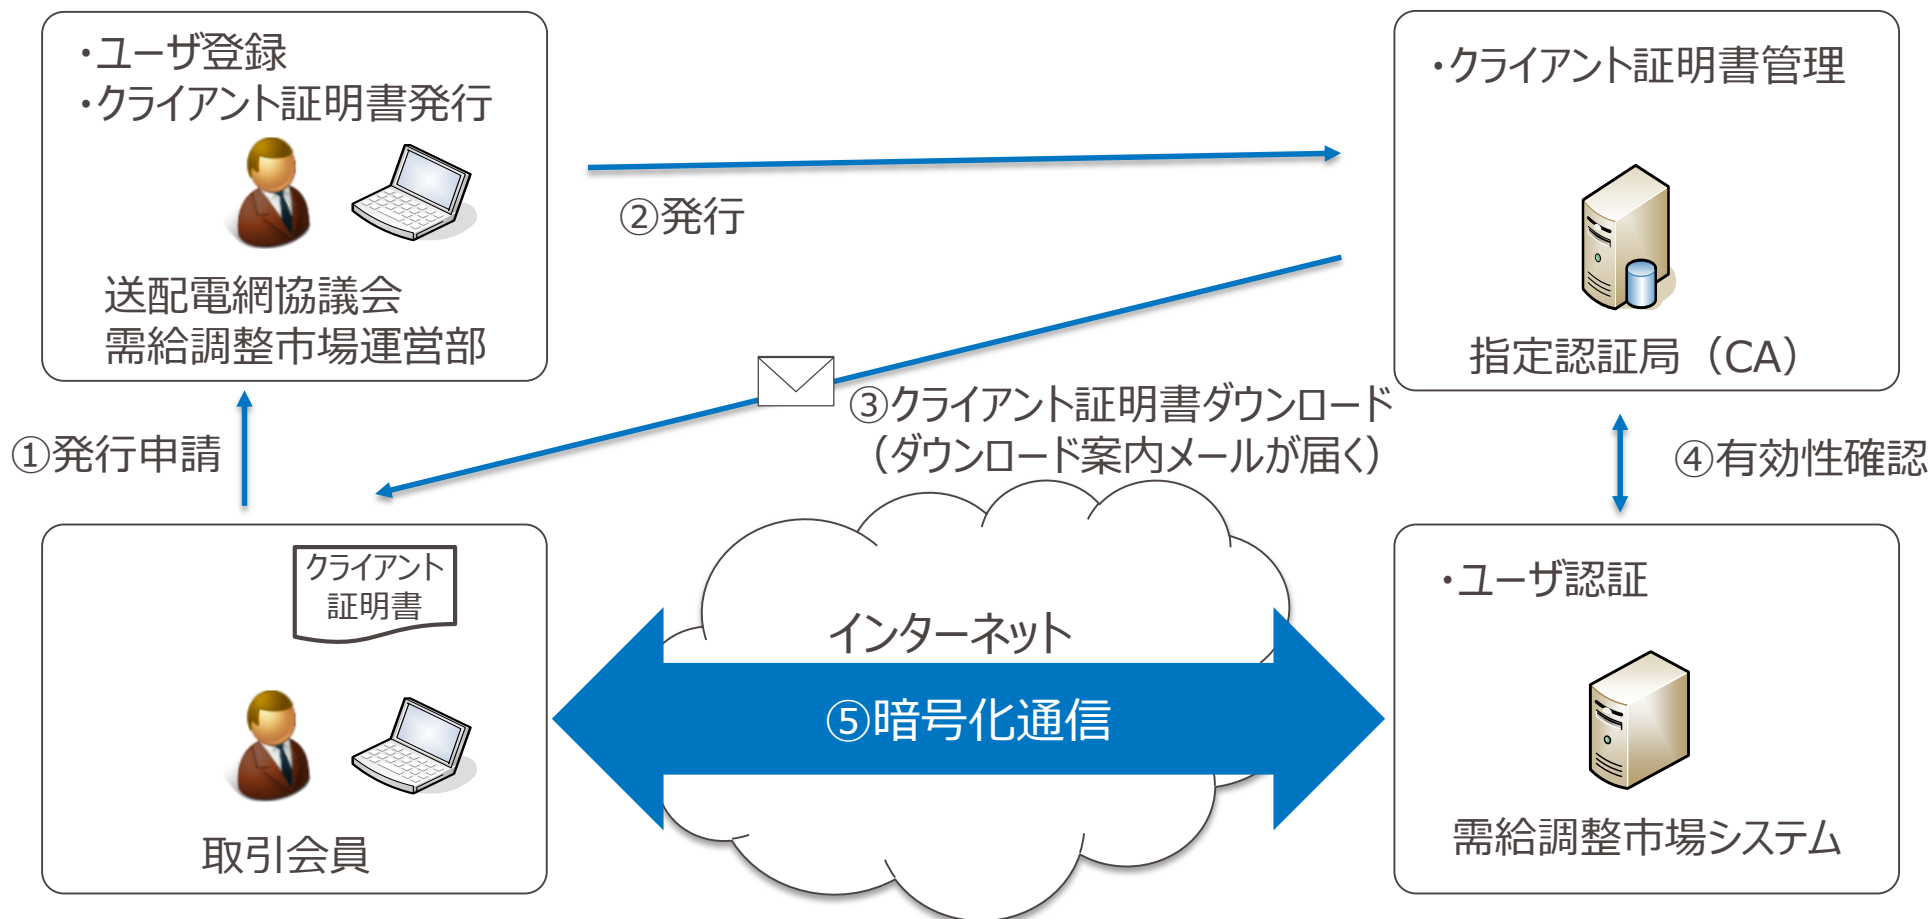 ・ユーザ登録
・クライアント証明書発行
送配電網協議会
需給調整市場運営部
・クライアント証明書管理
指定認証局（CA）
②発行
③クライアント証明書ダウンロード
（ダウンロード案内メールが届く）
①発行申請
④有効性確認
クライアント
証明書
取引会員
インターネット
⑤暗号化通信
・ユーザ認証
需給調整市場システム